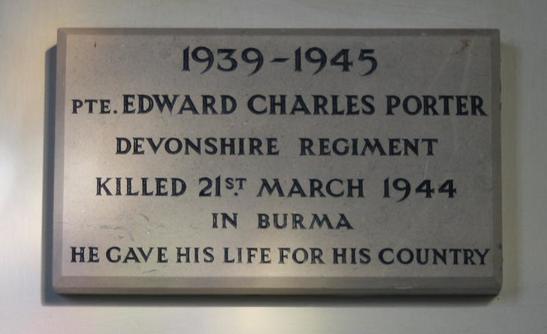 1939-1945
PTE. EDWARD CHARLES PORTER
DEVONSHIRE REGIMENT
KILLED 21ST. MARCH 1944
IN BURMA
HE GAVE HIS LIFE FOR HIS COUNTRY